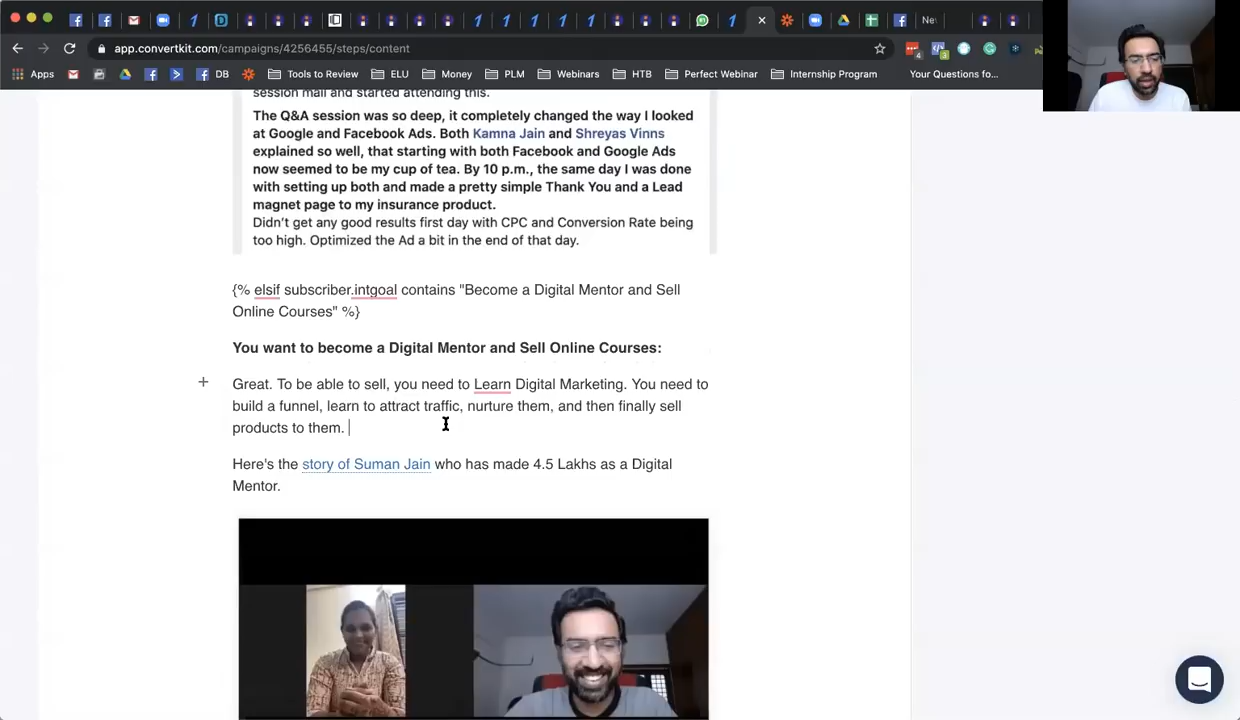 Ne
app.convertkit.com/campaigns/4256455/steps/content
4
3
Apps
DB
Tools to Review
ELU
Money
PLM
Webinars
HTB
Perfect Webinar
Internship Program
Your Questions fo...
session mail and started attending this.
The Q&A session was so deep, it completely changed the way I looked
at Google and Facebook Ads. Both Kamna Jain and Shreyas Vinns
explained so well, that starting with both Facebook and Google Ads
now seemed to be my cup of tea. By 10 p.m., the same day I was done
with setting up both and made a pretty simple Thank You and a Lead
magnet page to my insurance product.
Didn't get any good results first day with CPC and Conversion Rate being
too high. Optimized the Ad a bit in the end of that day.
{% elsif subscriber.intgoal contains "Become a Digital Mentor and Sell
Online Courses" %}
You want to become a Digital Mentor and Sell Online Courses:
+
Great. To be able to sell, you need to Learn Digital Marketing. You need to
build a funnel, learn to attract traffic, nurture them, and then finally sell
products to them.
Here's the story of Suman Jain who has made 4.5 Lakhs as a Digital
Mentor.